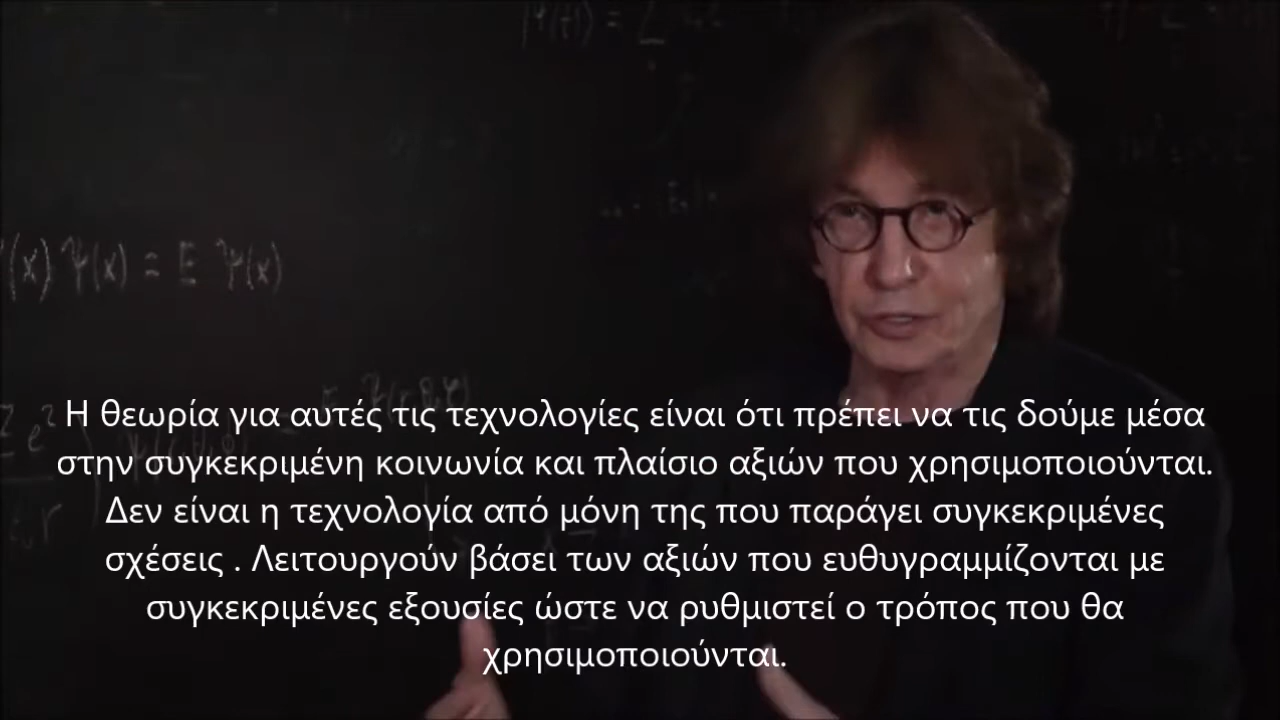 |Ψ(t)⟩ = Σ
Ψ(x) = E Ψ(x)
Η θεωρία για αυτές τις τεχνολογίες είναι ότι πρέπει να τις δούμε μέσα
στην συγκεκριμένη κοινωνία και πλαίσιο αξιών που χρησιμοποιούνται.
Δεν είναι η τεχνολογία από μόνη της που παράγει συγκεκριμένες
σχέσεις . Λειτουργούν βάσει των αξιών που ευθυγραμμίζονται με
συγκεκριμένες εξουσίες ώστε να ρυθμιστεί ο τρόπος που θα
χρησιμοποιούνται.